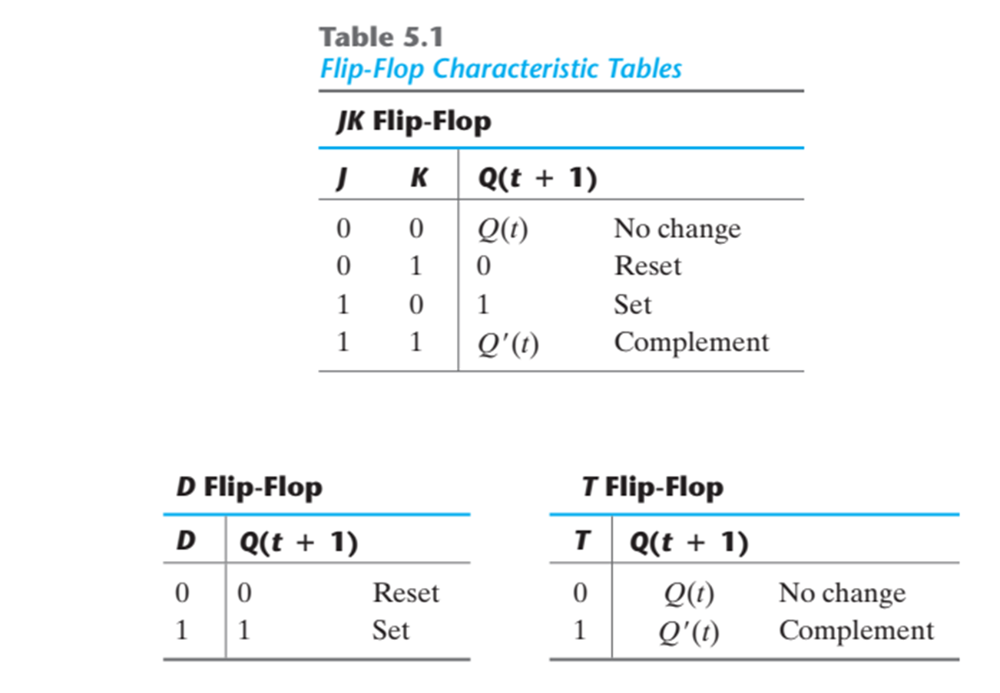 Table 5.1
Flip-Flop Characteristic Tables
JK Flip-Flop
J K Q(t + 1)
0 0 Q(t) No change
0 1 0 Reset
1 0 1 Set
1 1 Q'(t) Complement
D Flip-Flop
D Q(t + 1)
0 0 Reset
1 1 Set
T Flip-Flop
T Q(t + 1)
0 Q(t) No change
1 Q'(t) Complement